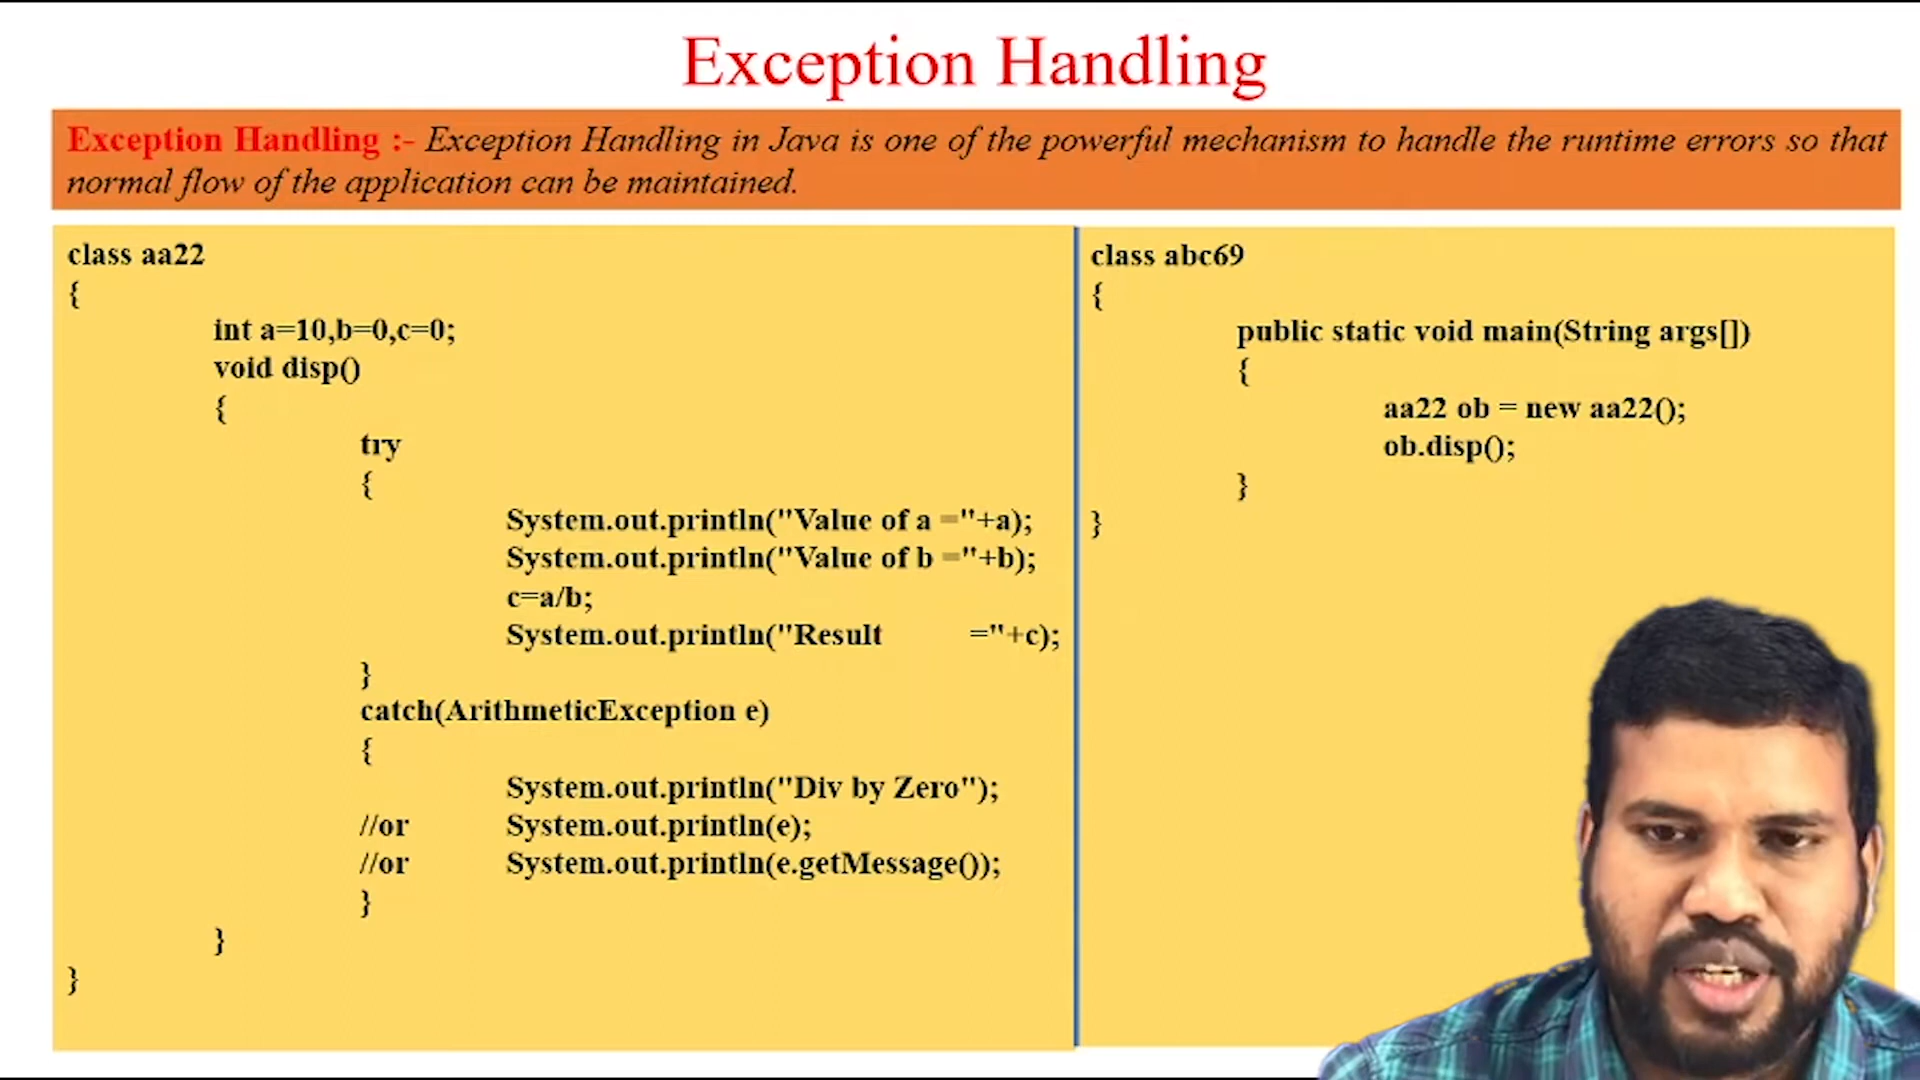 Exception Handling
Exception Handling :- Exception Handling in Java is one of the powerful mechanism to handle the runtime errors so that
normal flow of the application can be maintained.
class aa22
{
int a=10,b=0,c=0;
void disp()
{
try
{
System.out.println("Value of a ="+a);
System.out.println("Value of b ="+b);
c=a/b;
System.out.println("Result ="+c);
}
catch(ArithmeticException e)
{
System.out.println("Div by Zero");
//or System.out.println(e);
//or System.out.println(e.getMessage());
}
}
}
class abc69
{
public static void main(String args[])
{
aa22 ob = new aa22();
ob.disp();
}
}